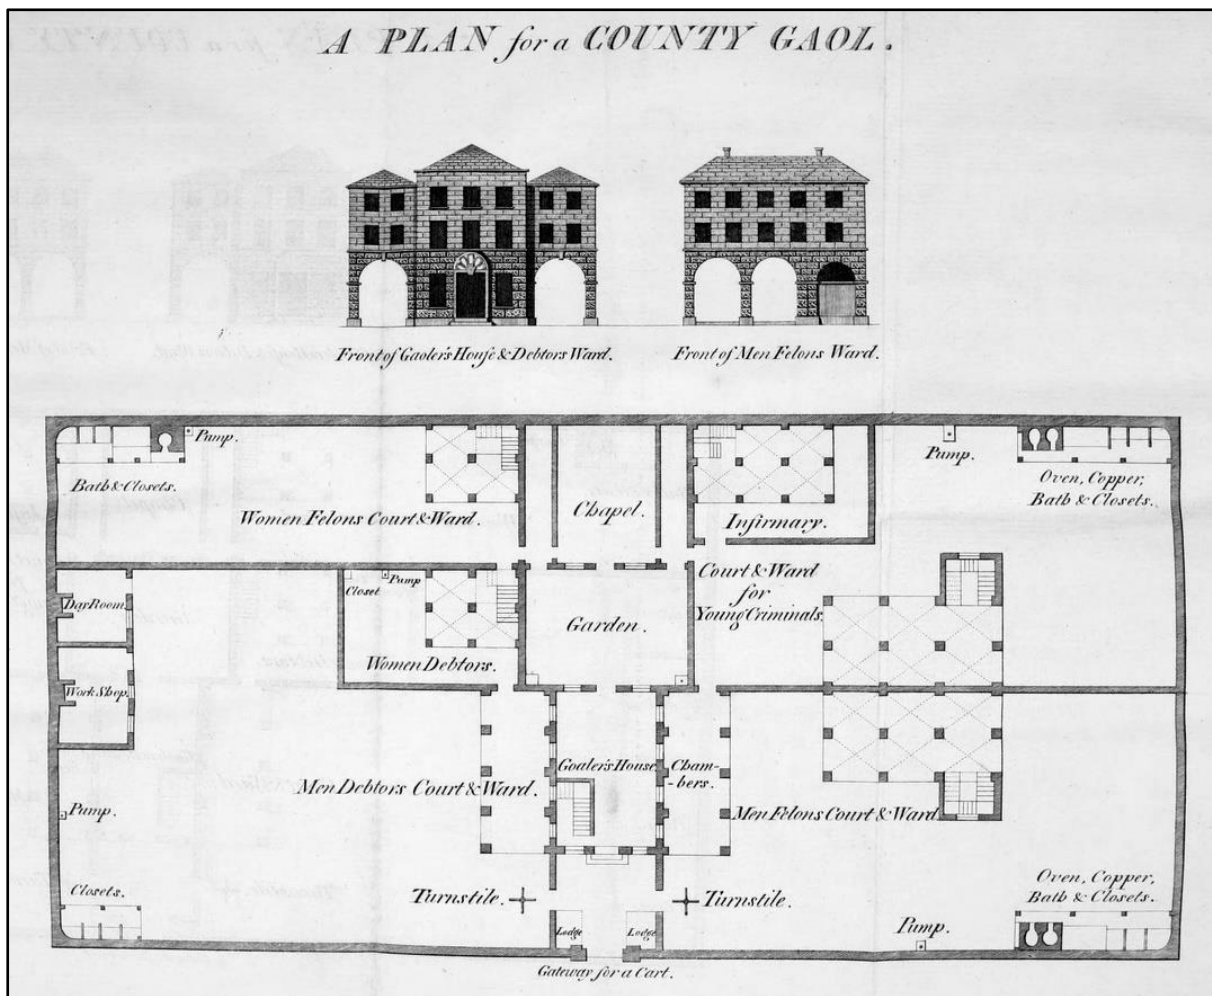 A PLAN for a COUNTY GAOL.
Front of Gaoler's House & Debtors Ward.
Front of Men Felons Ward.
Pump.
Bath & Closets.
Women Felons Court & Ward.
Chapel.
Infirmary.
Pump.
Oven, Copper,
Bath & Closets.
Day Room.
Work Shop.
Closet
Pump
Women Debtors.
Garden.
Court & Ward
for
Young Criminals.
Men Debtors Court & Ward.
Goaler's House
Cham-
-bers.
Men Felons Court & Ward
Pump.
Closets.
Turnstile.
Turnstile.
Lodge
Lodge
Gateway for a Cart.
Pump.
Oven, Copper,
Bath & Closets.